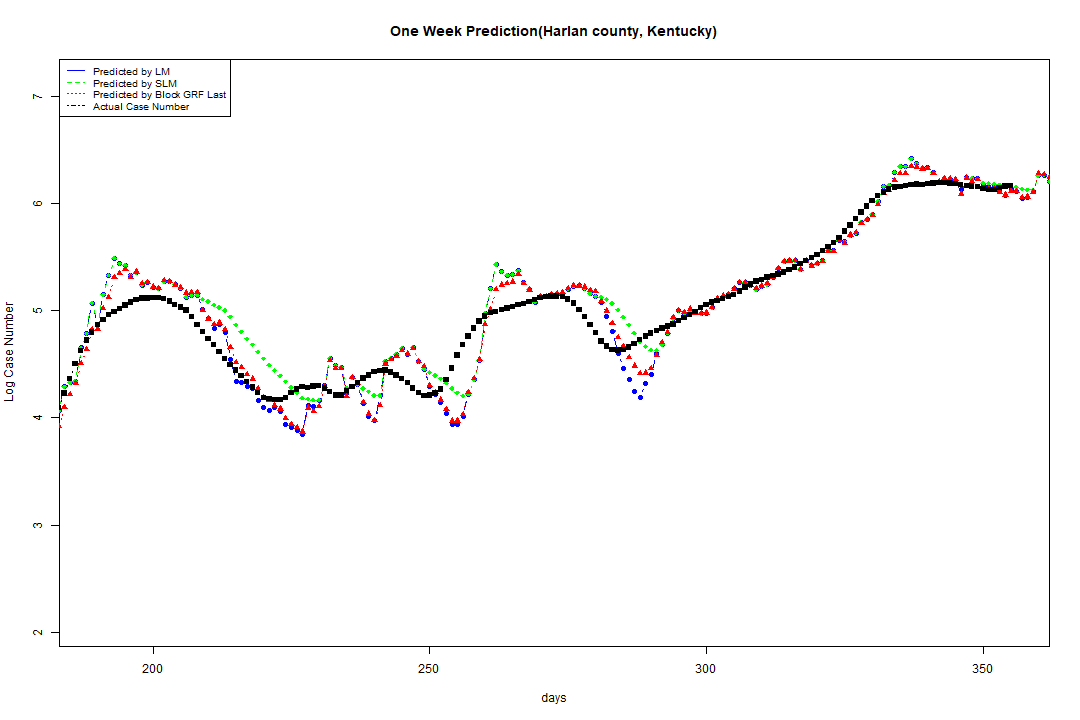 One Week Prediction(Harlan county, Kentucky)
Predicted by LM
Predicted by SLM
Predicted by Block GRF Last
Actual Case Number
Log Case Number
7
6
5
4
3
2
200
250
300
350
days